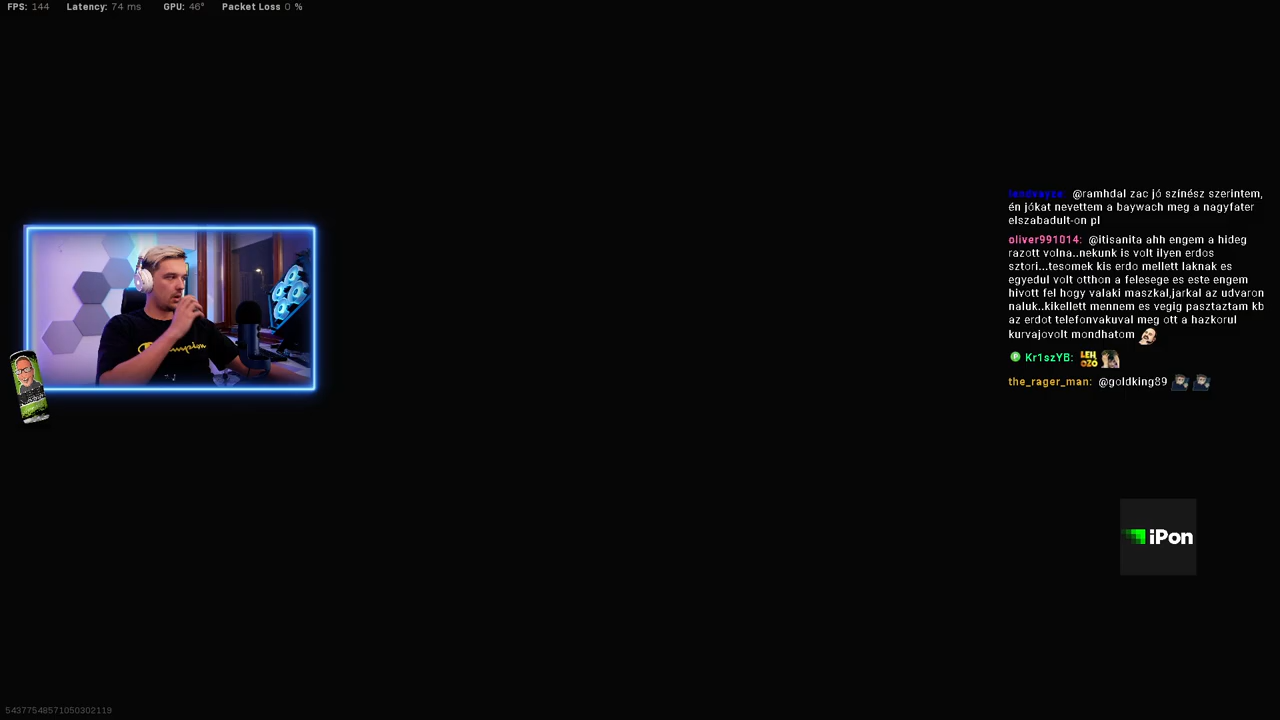 FPS: 144 Latency: 74 ms GPU: 46° Packet Loss 0 %
@ramhdal zac jó színész szerintem,
én jókat nevettem a baywach meg a nagyfater
elszabadult-on pl
oliver991014: @itisanita ahh engem a hideg
razott volna..nekunk is volt ilyen erdos
sztori...tesomek kis erdo mellett laknak es
egyedul volt otthon a felesege es este engem
hivott fel hogy valaki maszkal,jarkal az udvaron
naluk..kikellett mennem es vegig pasztaztam kb
az erdot telefonvakuval meg ott a hazkorul
kurvajovolt mondhatom
Kr1szYB: LEH OZO
the_rager_man: @goldking89
Champion
iPon
54377548571050302119